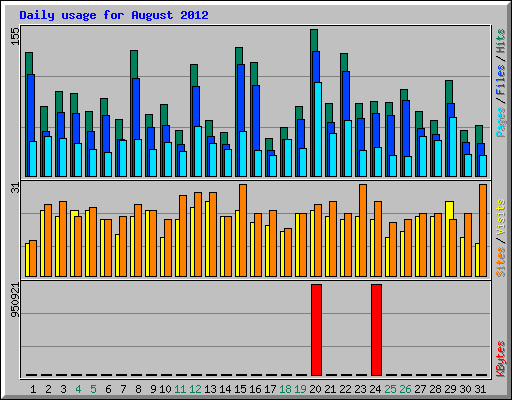 Daily usage for August 2012
155
Pages / Files / Hits
31
Sites / Visits
950921
KBytes
1 2 3 4 5 6 7 8 9 10 11 12 13 14 15 16 17 18 19 20 21 22 23 24 25 26 27 28 29 30 31